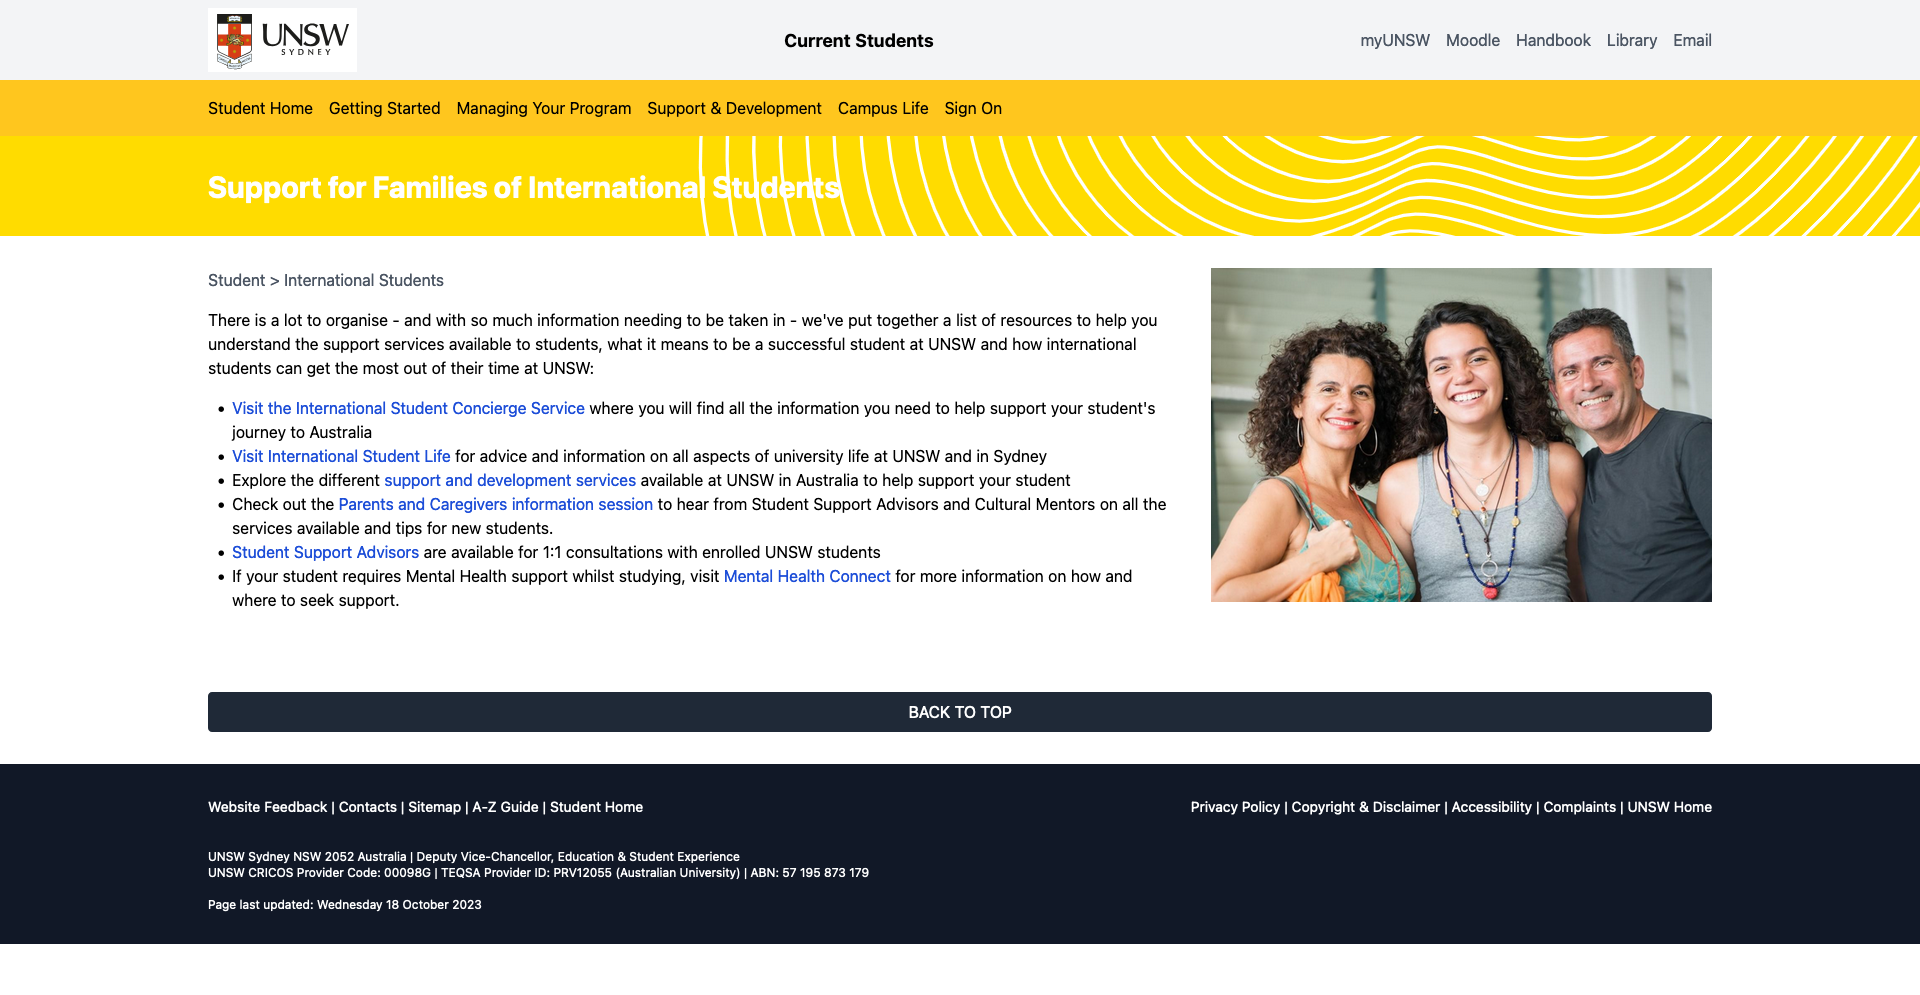 UNSW
SYDNEY
Current Students
myUNSW Moodle Handbook Library Email
Student Home Getting Started Managing Your Program Support & Development Campus Life Sign On
Support for Families of International Students
Student > International Students
There is a lot to organise - and with so much information needing to be taken in - we've put together a list of resources to help you
understand the support services available to students, what it means to be a successful student at UNSW and how international
students can get the most out of their time at UNSW:
• Visit the International Student Concierge Service where you will find all the information you need to help support your student's
journey to Australia
• Visit International Student Life for advice and information on all aspects of university life at UNSW and in Sydney
• Explore the different support and development services available at UNSW in Australia to help support your student
• Check out the Parents and Caregivers information session to hear from Student Support Advisors and Cultural Mentors on all the
services available and tips for new students.
• Student Support Advisors are available for 1:1 consultations with enrolled UNSW students
• If your student requires Mental Health support whilst studying, visit Mental Health Connect for more information on how and
where to seek support.
BACK TO TOP
Website Feedback | Contacts | Sitemap | A-Z Guide | Student Home
Privacy Policy | Copyright & Disclaimer | Accessibility | Complaints | UNSW Home
UNSW Sydney NSW 2052 Australia | Deputy Vice-Chancellor, Education & Student Experience
UNSW CRICOS Provider Code: 00098G | TEQSA Provider ID: PRV12055 (Australian University) | ABN: 57 195 873 179
Page last updated: Wednesday 18 October 2023